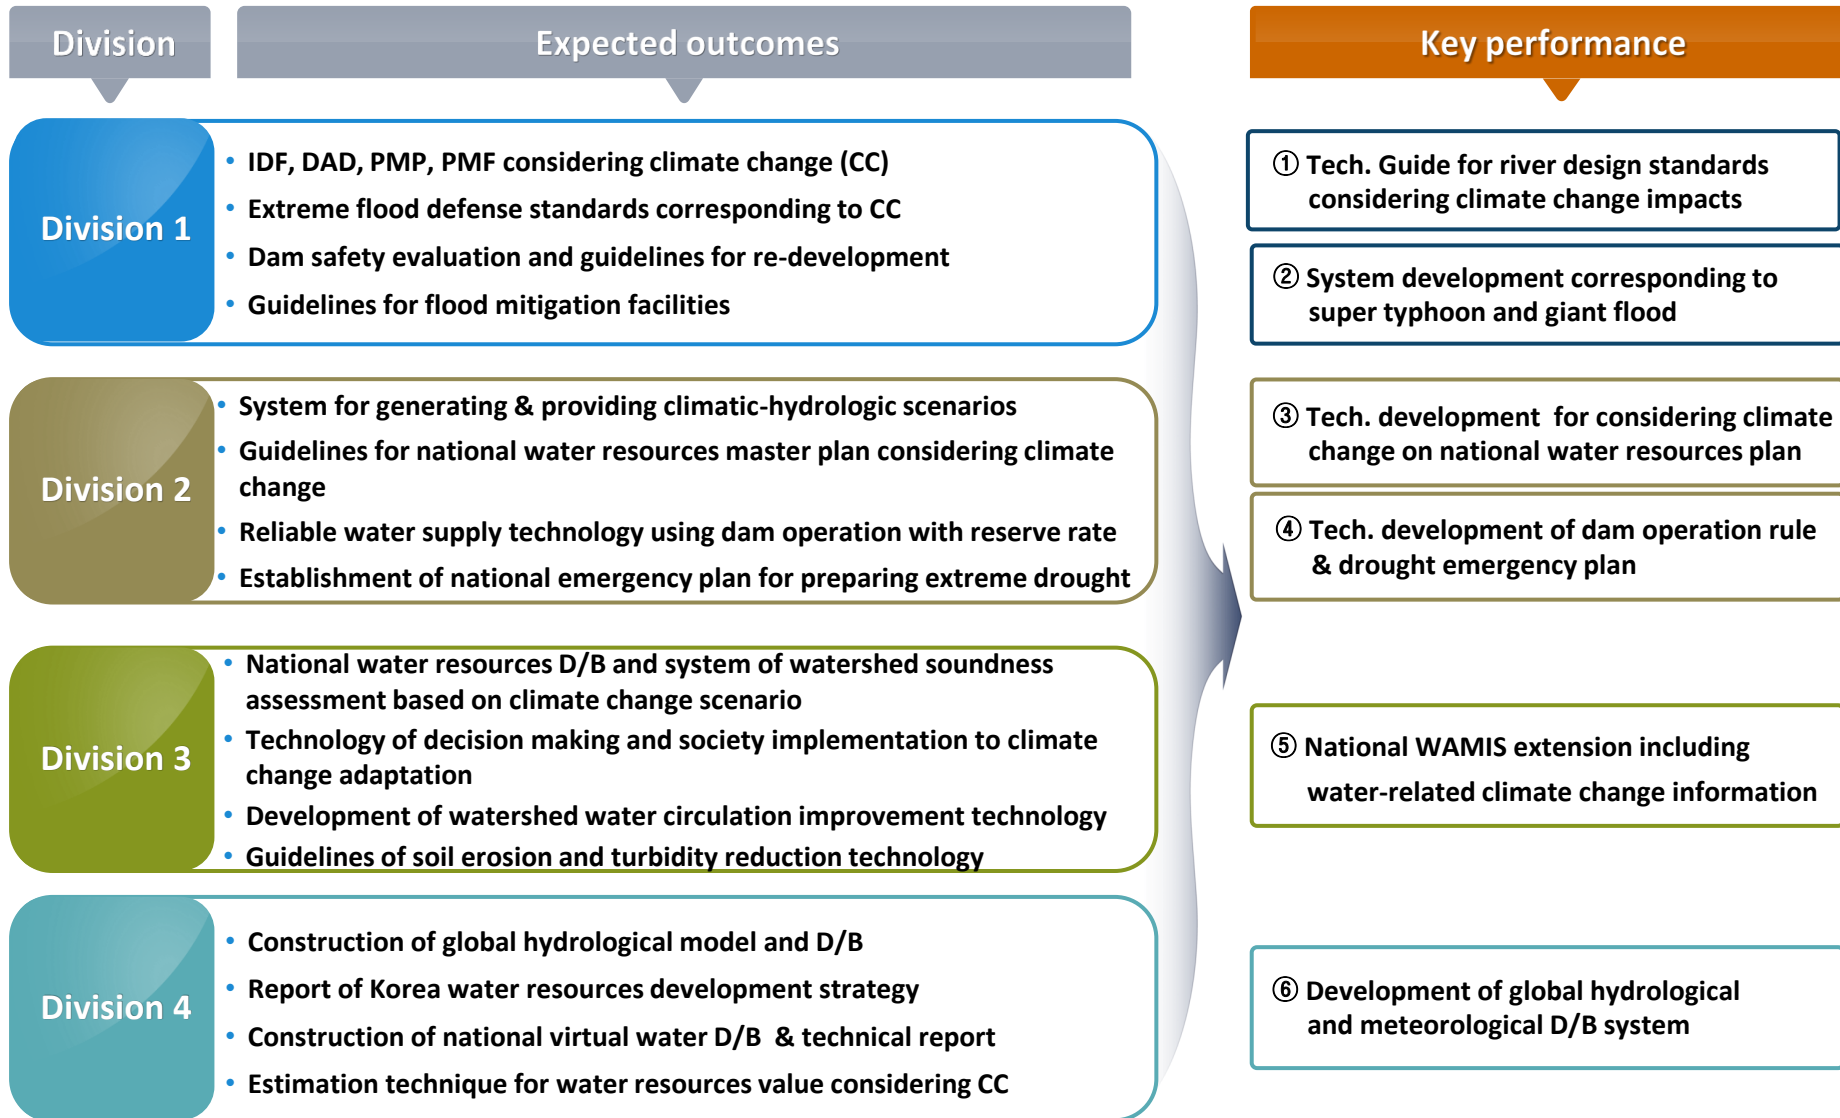 Division
Expected outcomes
Key performance
Division 1
• IDF, DAD, PMP, PMF considering climate change (CC)
• Extreme flood defense standards corresponding to CC
• Dam safety evaluation and guidelines for re-development
• Guidelines for flood mitigation facilities
① Tech. Guide for river design standards
considering climate change impacts
② System development corresponding to
super typhoon and giant flood
Division 2
• System for generating & providing climatic-hydrologic scenarios
• Guidelines for national water resources master plan considering climate
change
• Reliable water supply technology using dam operation with reserve rate
• Establishment of national emergency plan for preparing extreme drought
③ Tech. development for considering climate
change on national water resources plan
④ Tech. development of dam operation rule
& drought emergency plan
Division 3
• National water resources D/B and system of watershed soundness
assessment based on climate change scenario
• Technology of decision making and society implementation to climate
change adaptation
• Development of watershed water circulation improvement technology
• Guidelines of soil erosion and turbidity reduction technology
⑤ National WAMIS extension including
water-related climate change information
Division 4
• Construction of global hydrological model and D/B
• Report of Korea water resources development strategy
• Construction of national virtual water D/B & technical report
• Estimation technique for water resources value considering CC
⑥ Development of global hydrological
and meteorological D/B system